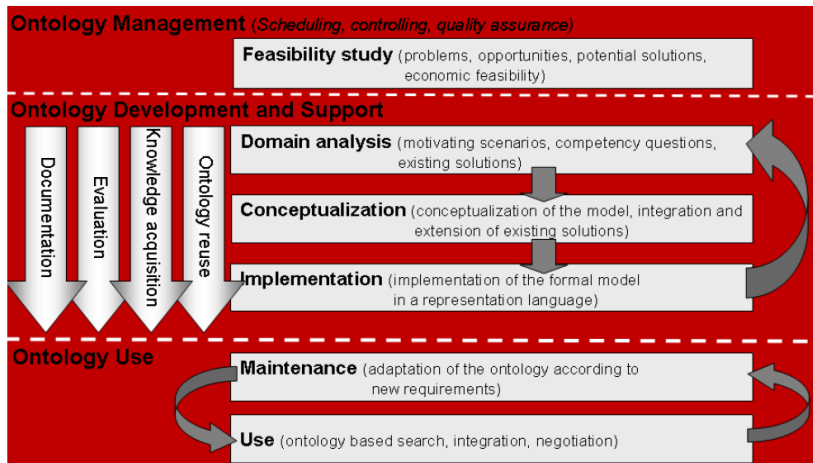 Ontology Management (Scheduling, controlling, quality assurance)
Feasibility study (problems, opportunities, potential solutions,
economic feasibility)
Ontology Development and Support
Documentation
Evaluation
Knowledge acquisition
Ontology reuse
Domain analysis (motivating scenarios, competency questions,
existing solutions)
Conceptualization (conceptualization of the model, integration and
extension of existing solutions)
Implementation (implementation of the formal model
in a representation language)
Ontology Use
Maintenance (adaptation of the ontology according to
new requirements)
Use (ontology based search, integration, negotiation)